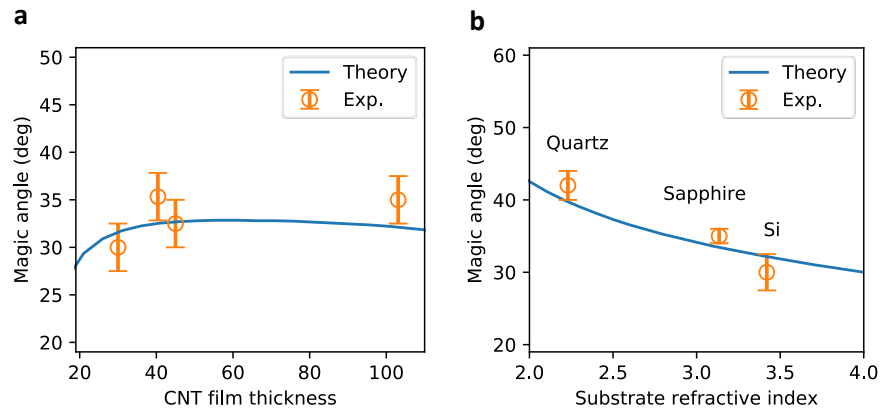 a
50
45
40
35
30
25
20
Magic angle (deg)
Theory
Exp.
20
40
60
80
100
CNT film thickness
b
60
50
40
30
20
Magic angle (deg)
Theory
Exp.
Quartz
Sapphire
Si
2.0
2.5
3.0
3.5
4.0
Substrate refractive index